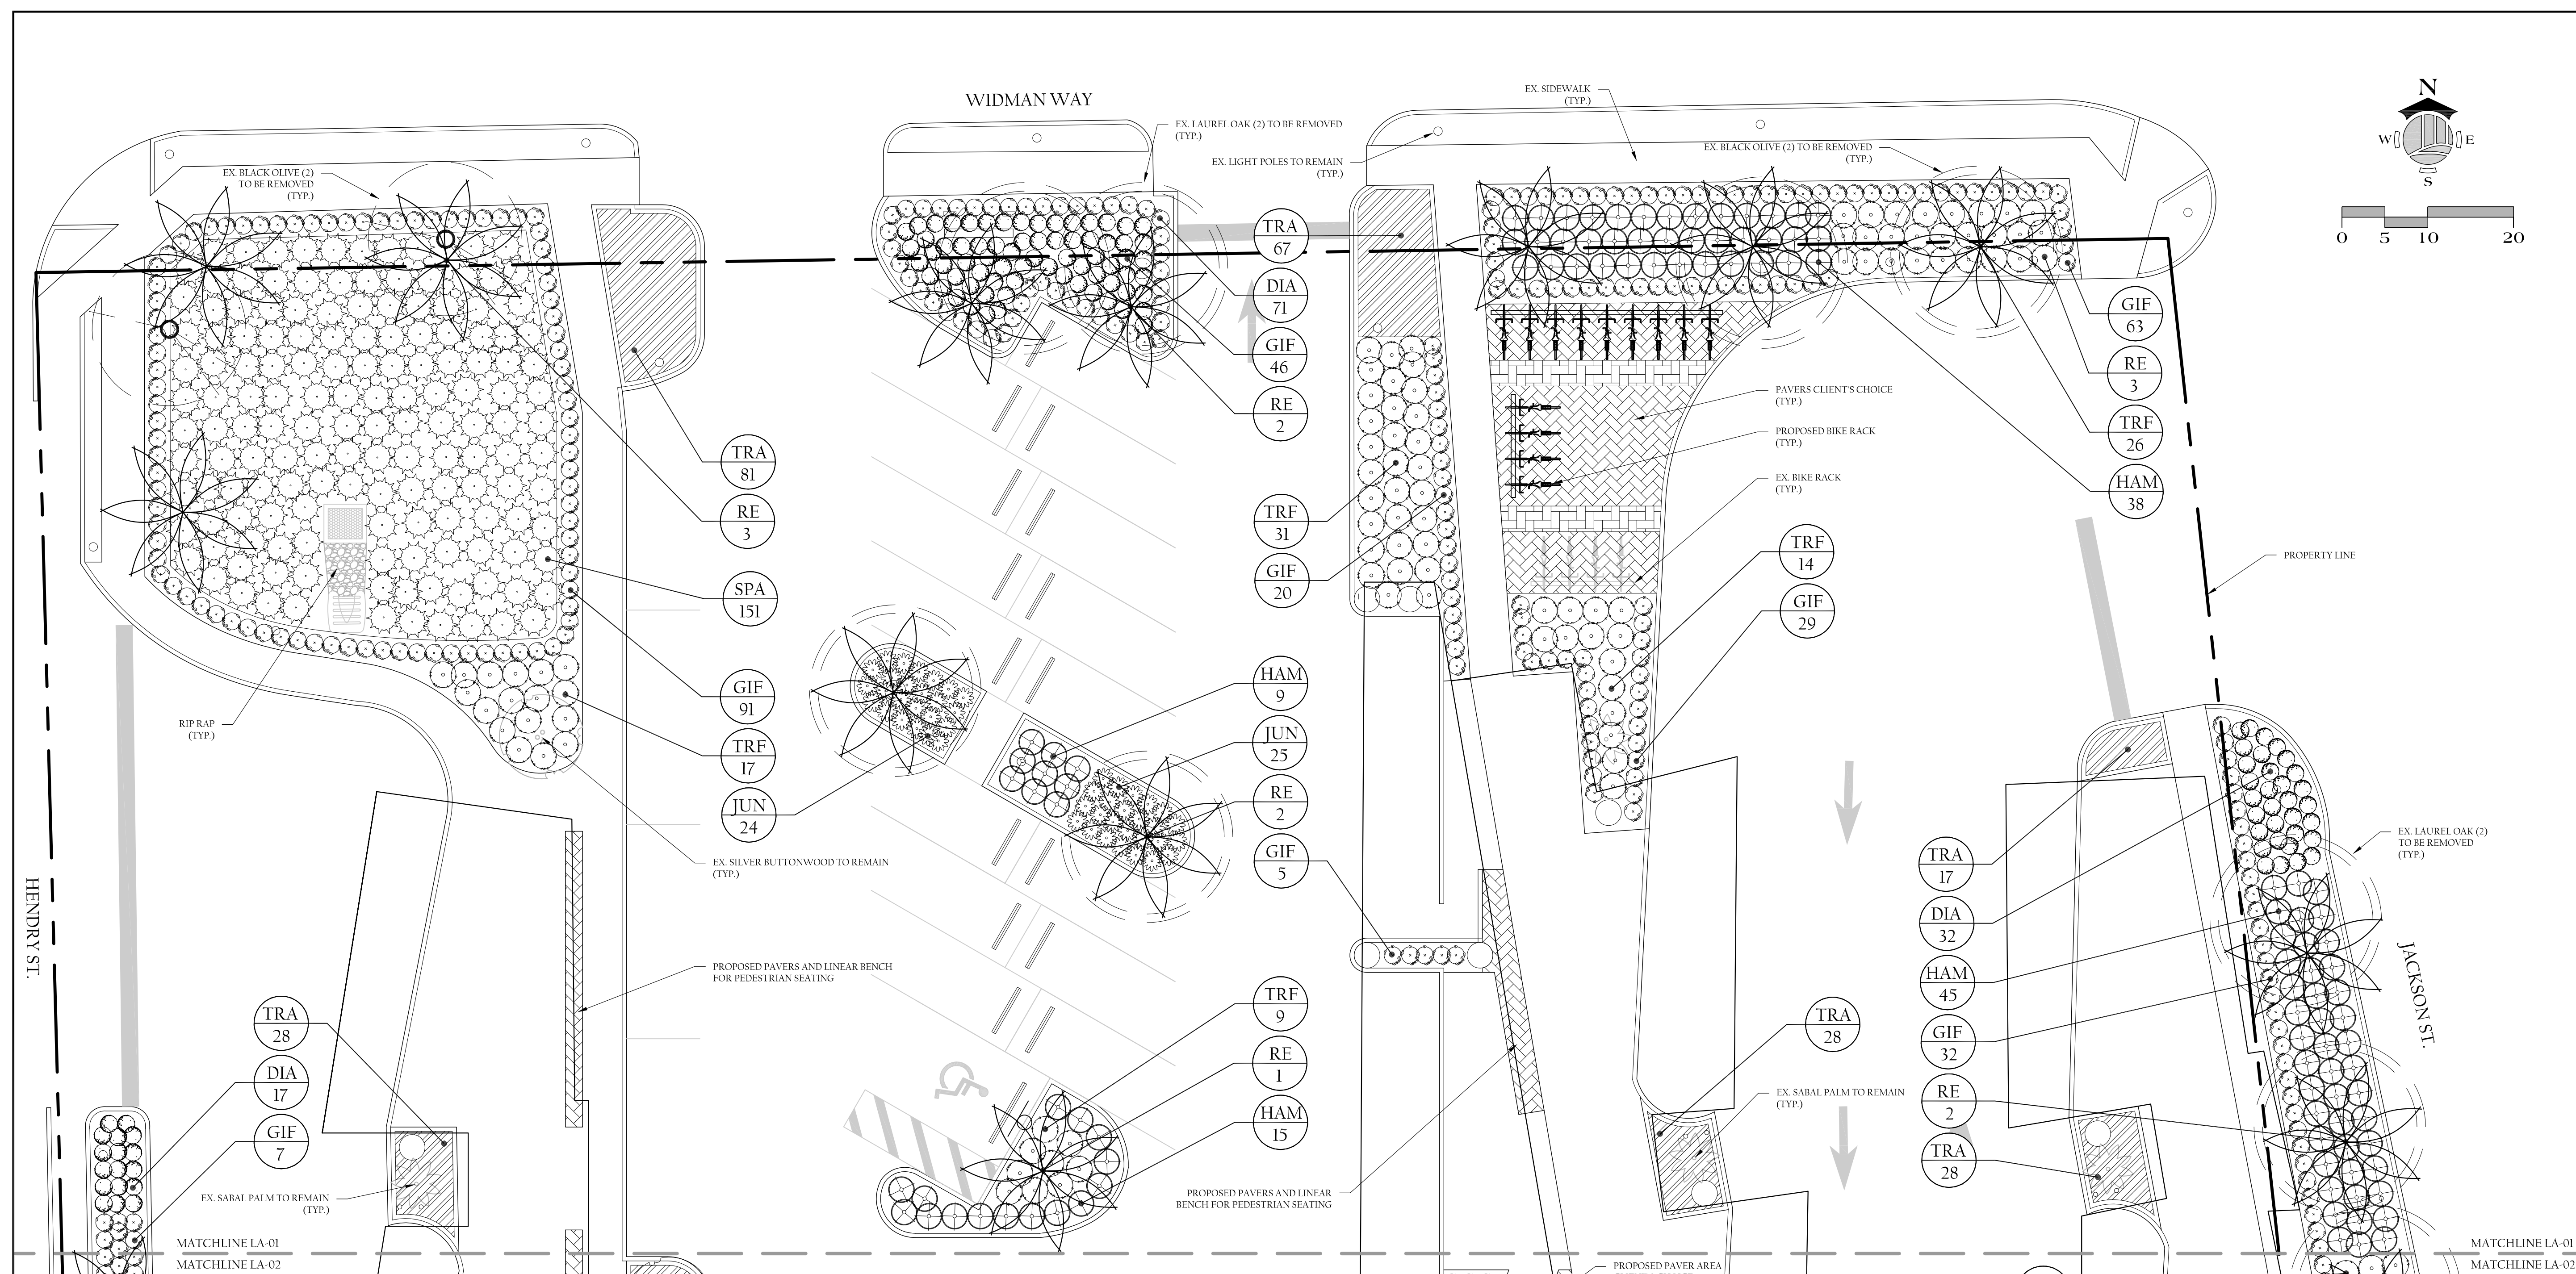 WIDMAN WAY
EX. SIDEWALK
(TYP.)
N
W
E
S
0 5 10 20
EX. LAUREL OAK (2) TO BE REMOVED
(TYP.)
EX. LIGHT POLES TO REMAIN
(TYP.)
EX. BLACK OLIVE (2) TO BE REMOVED
(TYP.)
EX. BLACK OLIVE (2)
TO BE REMOVED
(TYP.)
TRA
67
DIA
71
GIF
46
RE
2
GIF
63
RE
3
TRF
26
HAM
38
PAVERS CLIENT'S CHOICE
(TYP.)
PROPOSED BIKE RACK
(TYP.)
EX. BIKE RACK
(TYP.)
TRA
81
RE
3
SPA
151
GIF
91
TRF
17
JUN
24
TRF
31
GIF
20
TRF
14
GIF
29
PROPERTY LINE
RIP RAP
(TYP.)
HAM
9
JUN
25
RE
2
GIF
5
EX. SILVER BUTTONWOOD TO REMAIN
(TYP.)
EX. LAUREL OAK (2)
TO BE REMOVED
(TYP.)
HENDRY ST.
JACKSON ST.
PROPOSED PAVERS AND LINEAR BENCH
FOR PEDESTRIAN SEATING
TRA
17
DIA
32
HAM
45
GIF
32
RE
2
TRA
28
TRA
28
DIA
17
GIF
7
TRF
9
RE
1
HAM
15
TRA
28
EX. SABAL PALM TO REMAIN
(TYP.)
EX. SABAL PALM TO REMAIN
(TYP.)
PROPOSED PAVERS AND LINEAR
BENCH FOR PEDESTRIAN SEATING
MATCHLINE LA-01
MATCHLINE LA-02
MATCHLINE LA-01
MATCHLINE LA-02
PROPOSED PAVER AREA